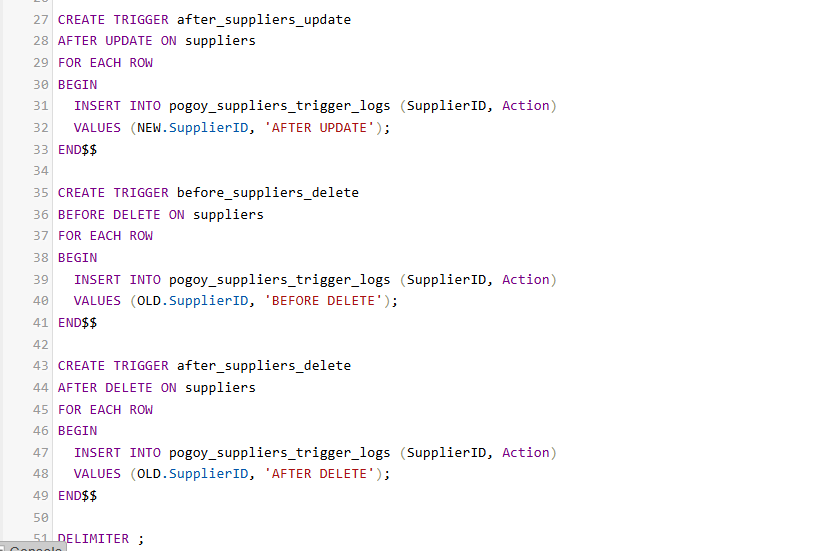 27 CREATE TRIGGER after_suppliers_update
28 AFTER UPDATE ON suppliers
29 FOR EACH ROW
30 BEGIN
31   INSERT INTO pogoy_suppliers_trigger_logs (SupplierID, Action)
32   VALUES (NEW.SupplierID, 'AFTER UPDATE');
33 END$$
34
35 CREATE TRIGGER before_suppliers_delete
36 BEFORE DELETE ON suppliers
37 FOR EACH ROW
38 BEGIN
39   INSERT INTO pogoy_suppliers_trigger_logs (SupplierID, Action)
40   VALUES (OLD.SupplierID, 'BEFORE DELETE');
41 END$$
42
43 CREATE TRIGGER after_suppliers_delete
44 AFTER DELETE ON suppliers
45 FOR EACH ROW
46 BEGIN
47   INSERT INTO pogoy_suppliers_trigger_logs (SupplierID, Action)
48   VALUES (OLD.SupplierID, 'AFTER DELETE');
49 END$$
50
51 DELIMITER ;
Console